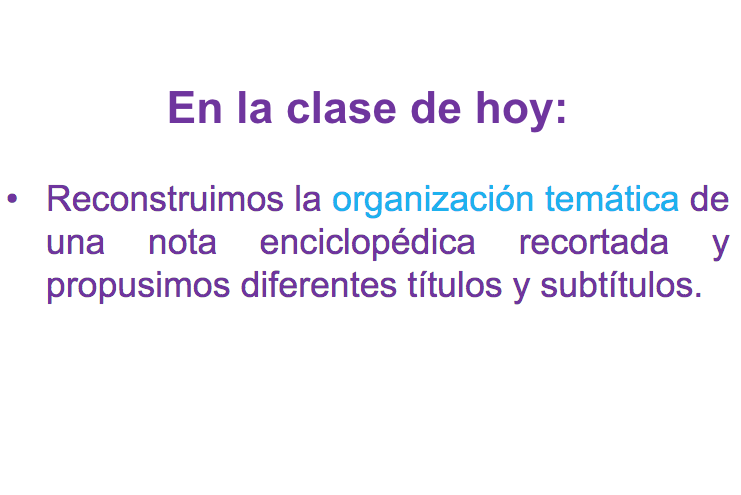 En la clase de hoy:
• Reconstruimos la organización temática de
una nota enciclopédica recortada y
propusimos diferentes títulos y subtítulos.